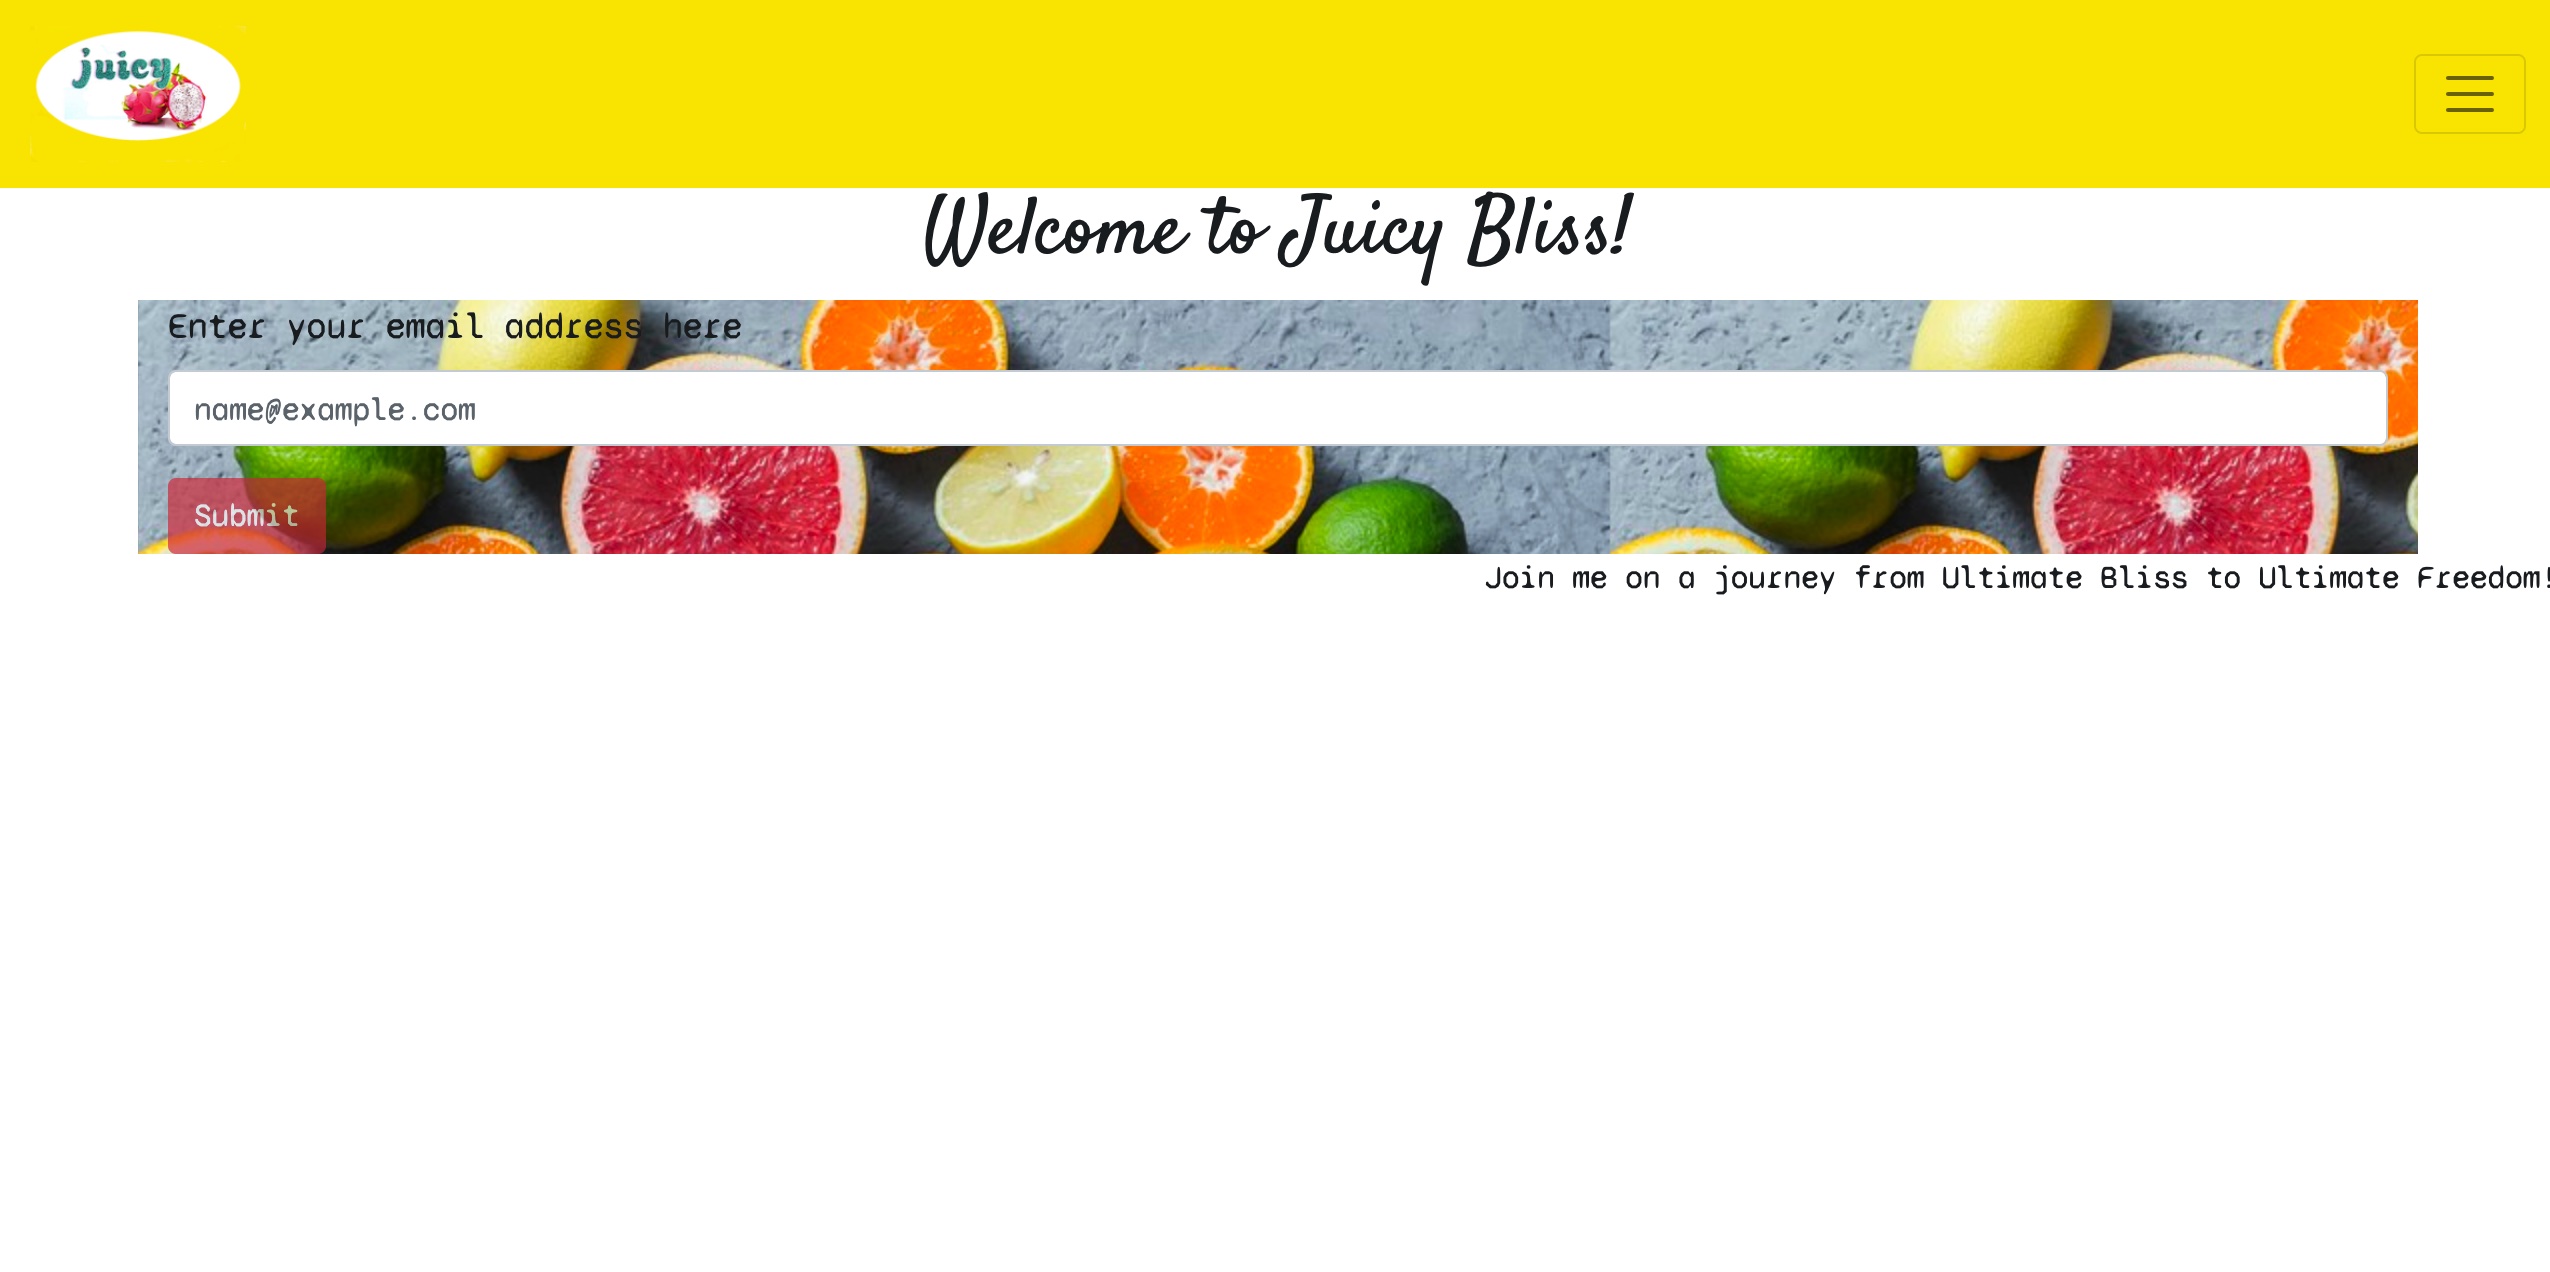 juicy
Welcome to Juicy Bliss!
Enter your email address here
name@example.com
Submit
Join me on a journey from Ultimate Bliss to Ultimate Freedom!